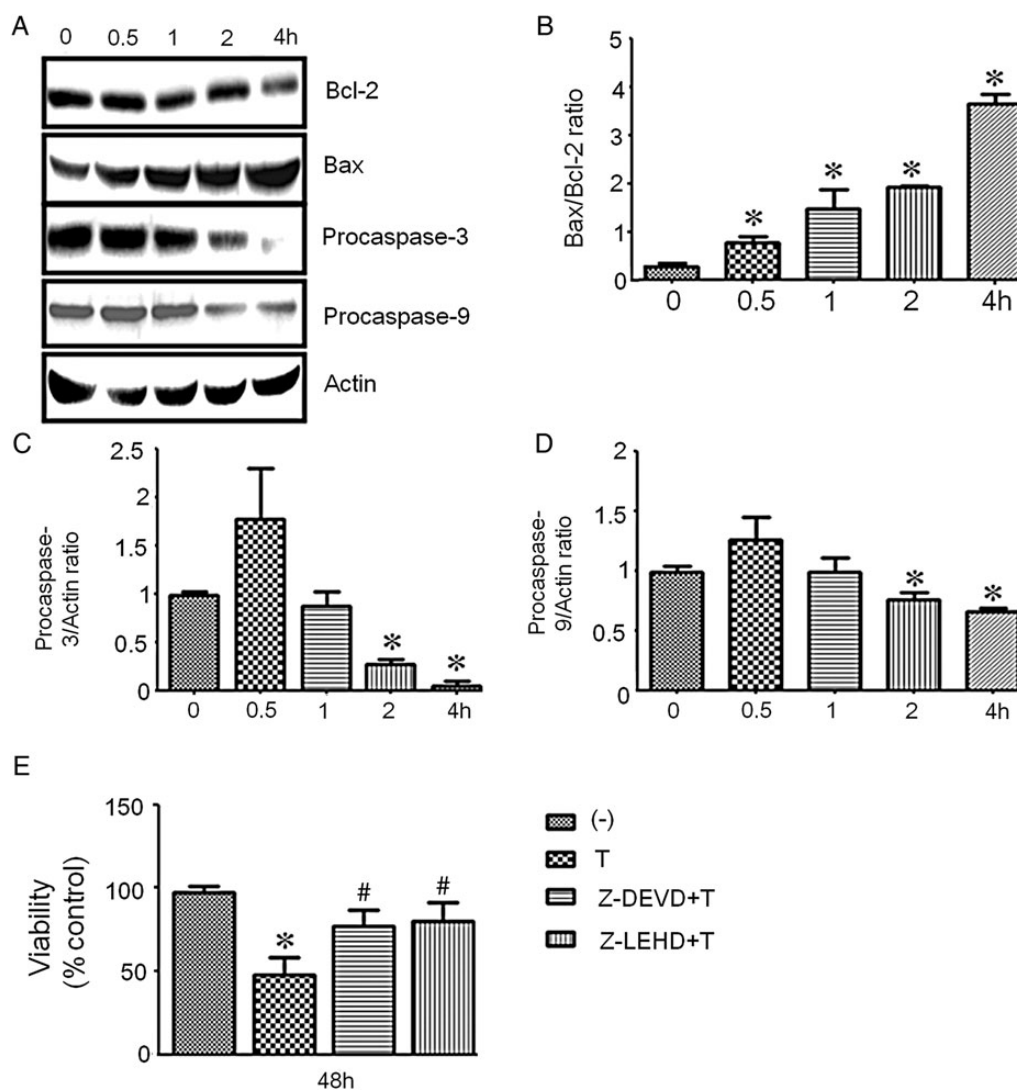 A
0 0.5 1 2 4h
Bcl-2
Bax
Procaspase-3
Procaspase-9
Actin
B
Bax/Bcl-2 ratio
5
4
3
2
1
0
*
*
*
*
0 0.5 1 2 4h
C
Procaspase-
3/Actin ratio
2.5
2
1.5
1
0.5
0
*
*
0 0.5 1 2 4h
D
Procaspase-
9/Actin ratio
2
1.5
1
0.5
0
*
*
0 0.5 1 2 4h
E
Viability
(% control)
150
100
50
0
*
#
#
48h
(-)
T
Z-DEVD+T
Z-LEHD+T